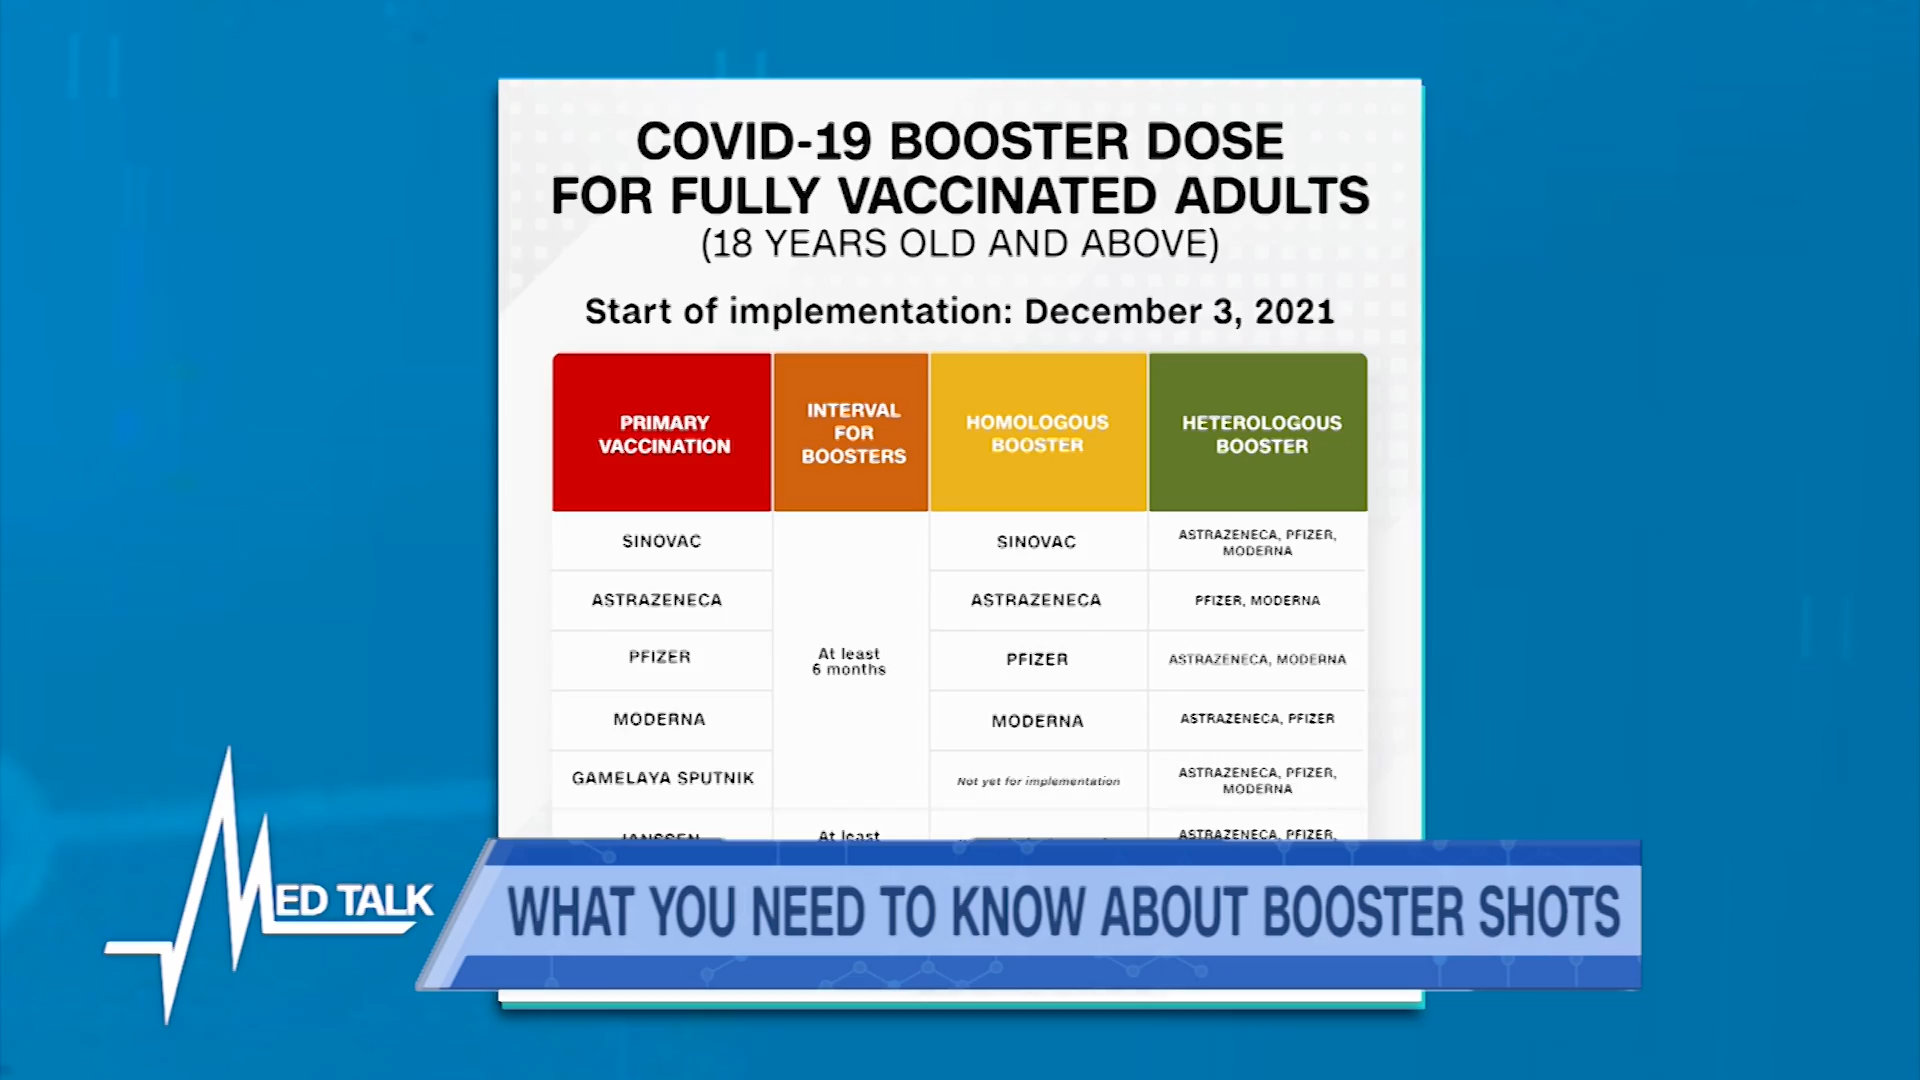 COVID-19 BOOSTER DOSE
FOR FULLY VACCINATED ADULTS
(18 YEARS OLD AND ABOVE)
Start of implementation: December 3, 2021
PRIMARY
VACCINATION
INTERVAL
FOR
BOOSTERS
HOMOLOGOUS
BOOSTER
HETEROLOGOUS
BOOSTER
SINOVAC
SINOVAC
ASTRAZENECA, PFIZER,
MODERNA
ASTRAZENECA
ASTRAZENECA
PFIZER, MODERNA
PFIZER
At least
6 months
PFIZER
ASTRAZENECA, MODERNA
MODERNA
MODERNA
ASTRAZENECA, PFIZER
GAMELAYA SPUTNIK
Not yet for implementation
ASTRAZENECA, PFIZER,
MODERNA
JANSSEN
At least
ASTRAZENECA, PFIZER,
MED TALK
WHAT YOU NEED TO KNOW ABOUT BOOSTER SHOTS